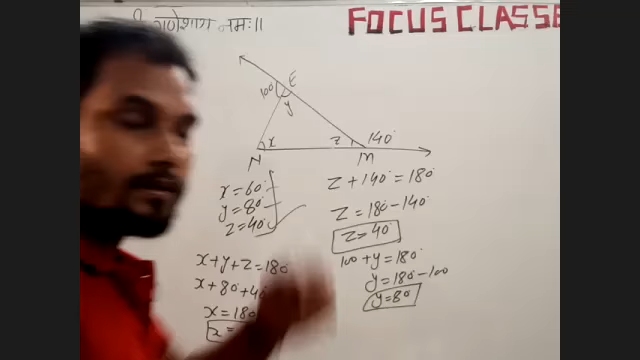 गणेशाय नमः॥
FOCUS CLASSE
100°
E
y
x
z
140°
N
M
x = 60°
y = 80°
z = 40°
z + 140° = 180°
z = 180° - 140°
z = 40°
x + y + z = 180°
x + 80° + 40
x = 180°
x =
100 + y = 180°
y = 180° - 100
y = 80°